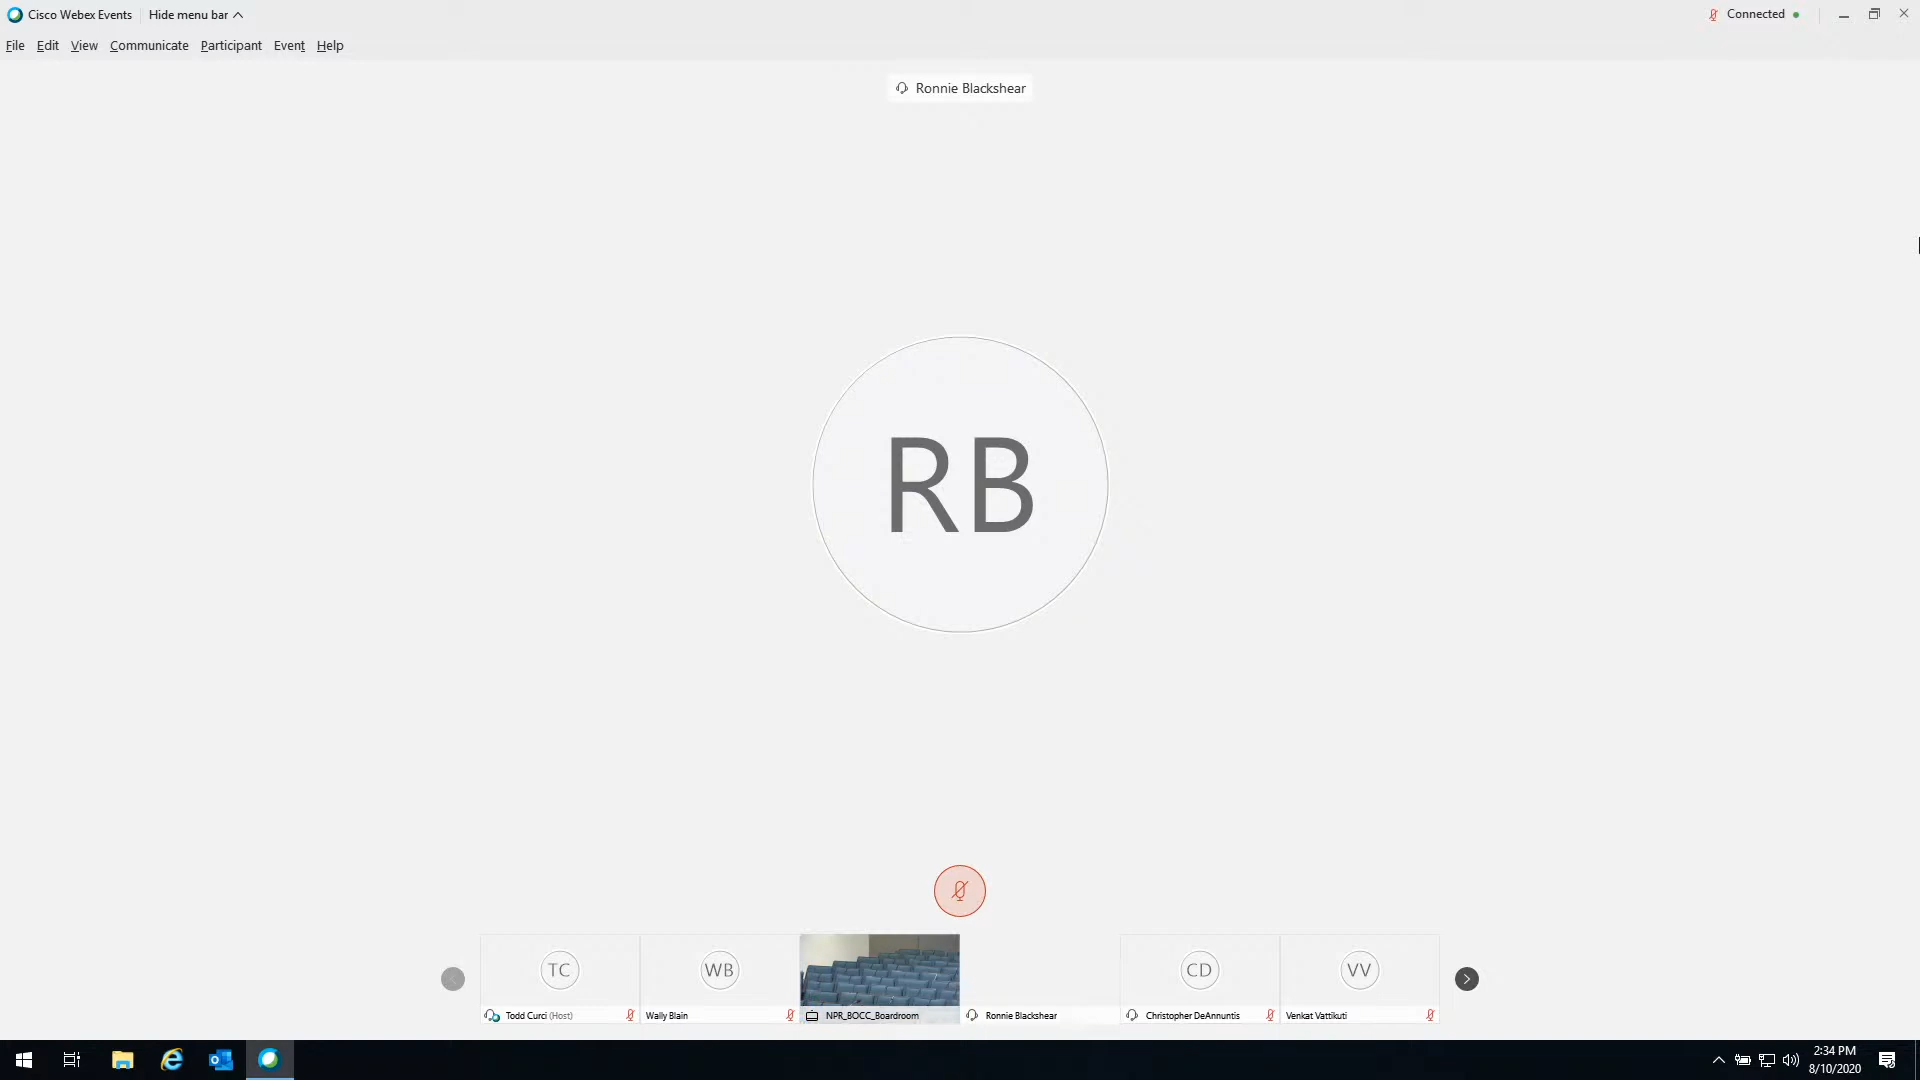 Cisco Webex Events Hide menu bar Connected
File Edit View Communicate Participant Event Help
Ronnie Blackshear
RB
TC WB CD VV
Todd Curci (Host) Wally Blain NPR_BOCC_Boardroom Ronnie Blackshear Christopher DeAnnuntis Venkat Vattikuti
2:34 PM
8/10/2020